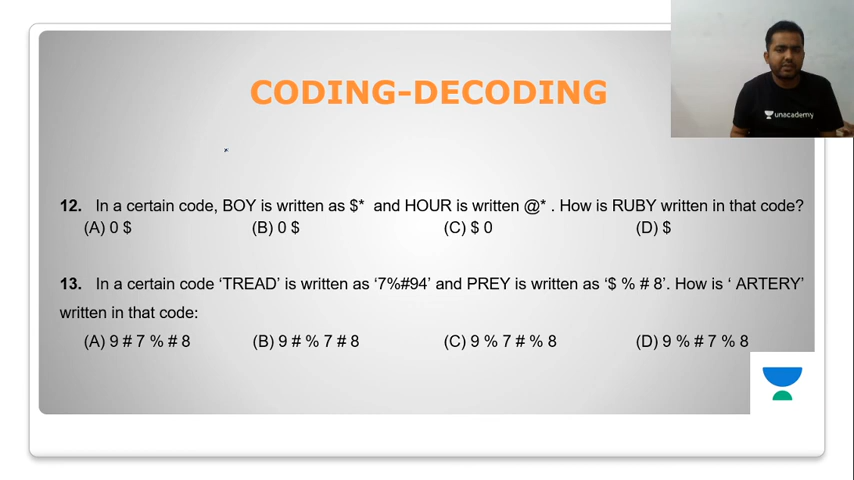 unacademy
CODING-DECODING
12. In a certain code, BOY is written as $* and HOUR is written @* . How is RUBY written in that code?
(A) 0 $ (B) 0 $ (C) $ 0 (D) $
13. In a certain code ‘TREAD’ is written as ‘7%#94’ and PREY is written as ‘$ % # 8’. How is ‘ ARTERY’
written in that code:
(A) 9 # 7 % # 8 (B) 9 # % 7 # 8 (C) 9 % 7 # % 8 (D) 9 % # 7 % 8